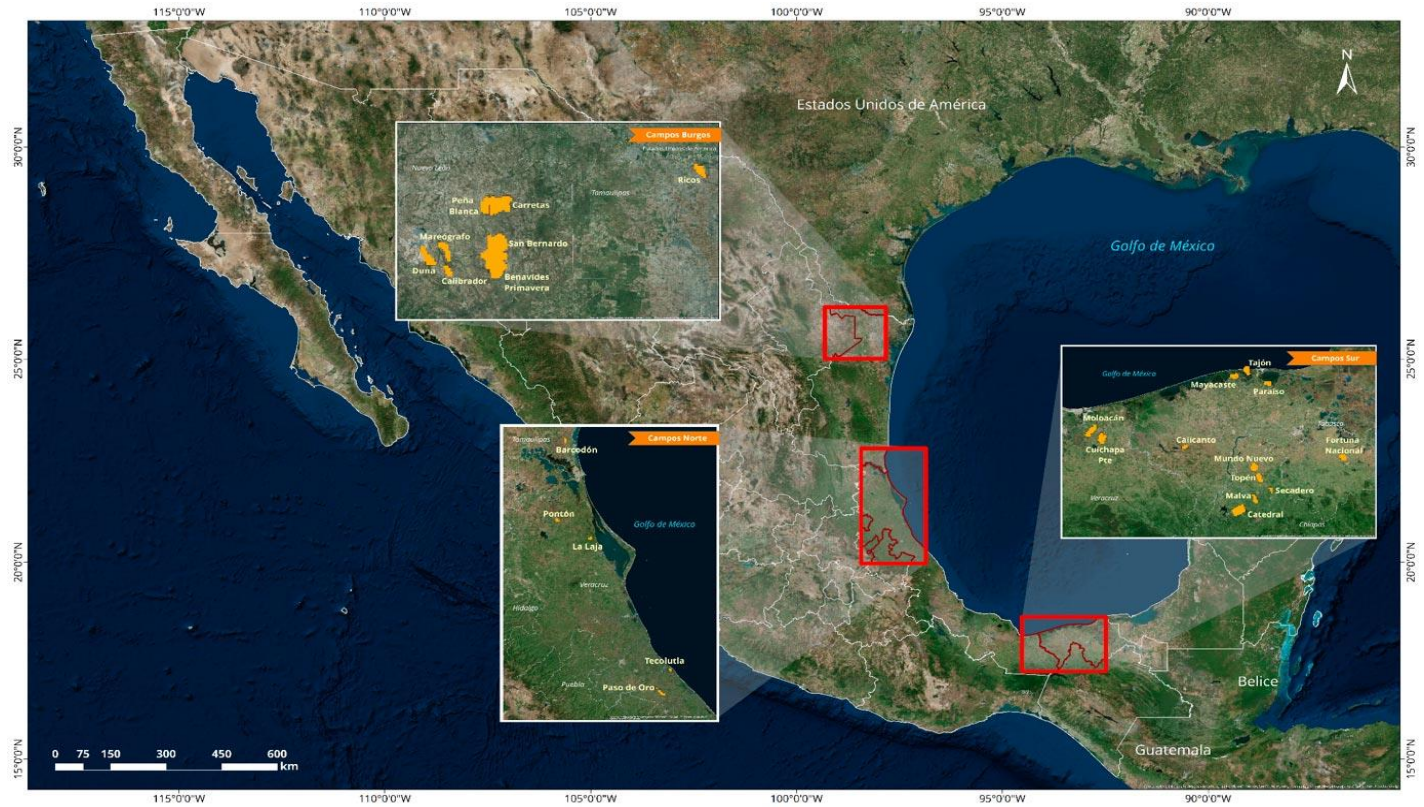 115°0'0"W
110°0'0"W
105°0'0"W
100°0'0"W
95°0'0"W
90°0'0"W
N
Estados Unidos de América
30°0'0"N
30°0'0"N
Campos Burgos
Estados Unidos de América
Nuevo León
Tamaulipas
Ricos
Peña
Blanca
Carretas
Mareografo
San Bernardo
Duna
Calibrador
Benavides
Primavera
Golfo de México
25°0'0"N
25°0'0"N
Campos Sur
Golfo de México
Tajón
Mayacaste
Paraíso
Moloacán
Tabasco
Cuichapa
Pte
Calicanto
Fortuna
Nacional
Mundo Nuevo
Topén
Secadero
Malva
Veracruz
Catedral
Chiapas
Campos Norte
Tamaulipas
Barcodón
Pontón
Golfo de México
La Laja
Veracruz
Hidalgo
Tecolutla
Puebla
Paso de Oro
20°0'0"N
20°0'0"N
Belice
Guatemala
15°0'0"N
15°0'0"N
0 75 150 300 450 600
km
115°0'0"W
110°0'0"W
105°0'0"W
100°0'0"W
95°0'0"W
90°0'0"W